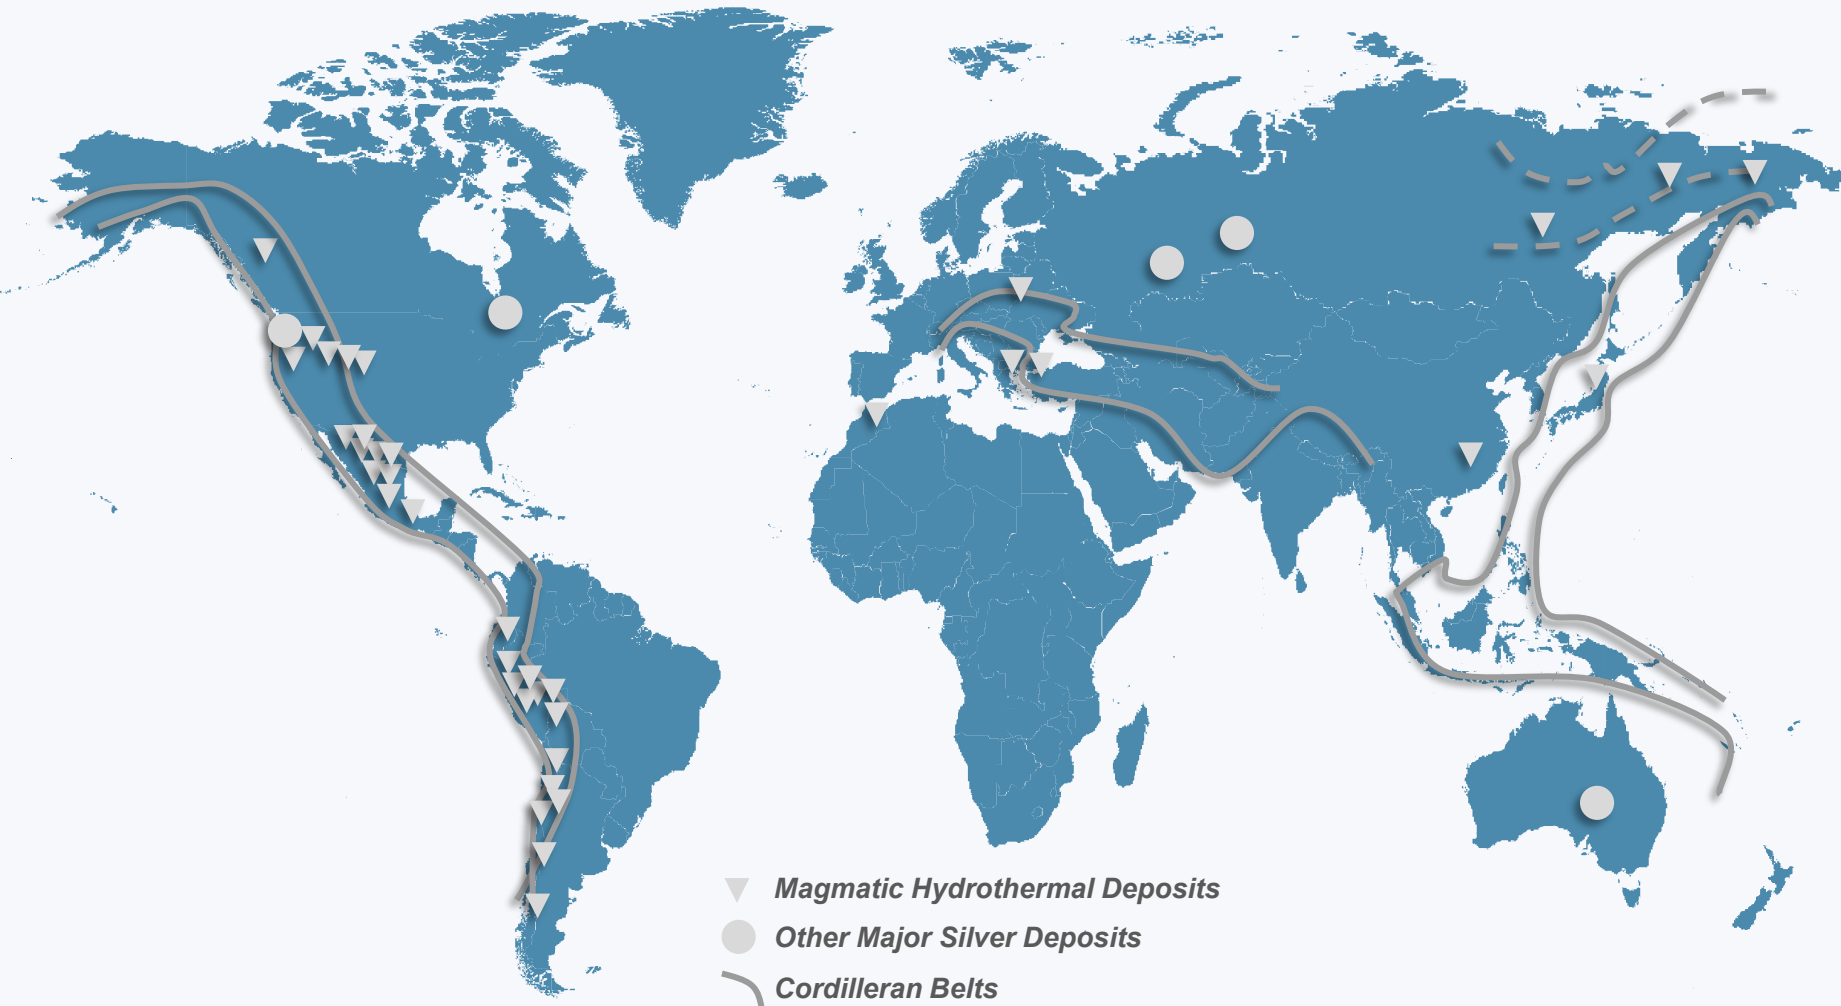 Magmatic Hydrothermal Deposits
Other Major Silver Deposits
Cordilleran Belts